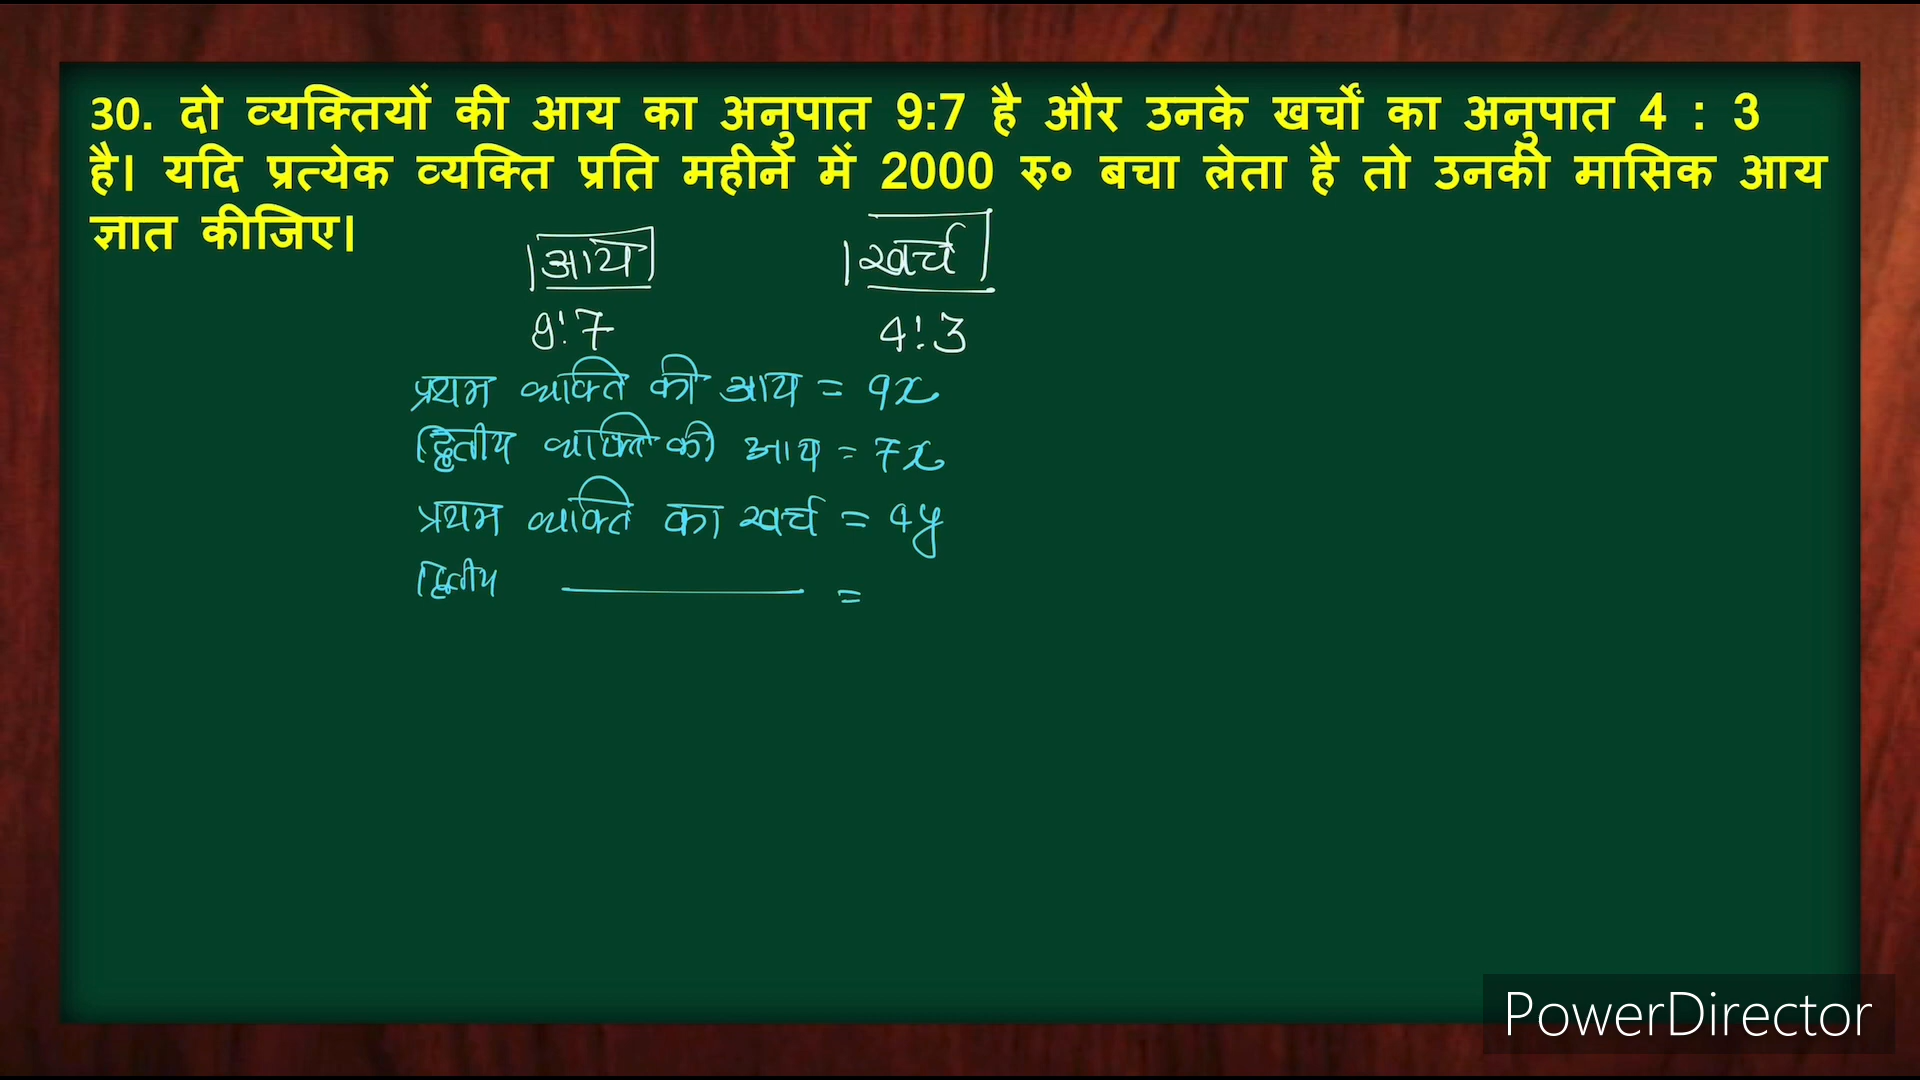 30. दो व्यक्तियों की आय का अनुपात 9:7 है और उनके खर्चों का अनुपात 4 : 3
है। यदि प्रत्येक व्यक्ति प्रति महीने में 2000 रु० बचा लेता है तो उनकी मासिक आय
ज्ञात कीजिए।
आय खर्च
9:7 4:3
प्रथम व्यक्ति की आय = 9x
द्वितीय व्यक्ति की आय = 7x
प्रथम व्यक्ति का खर्च = 4y
द्वितीय ——— =
PowerDirector